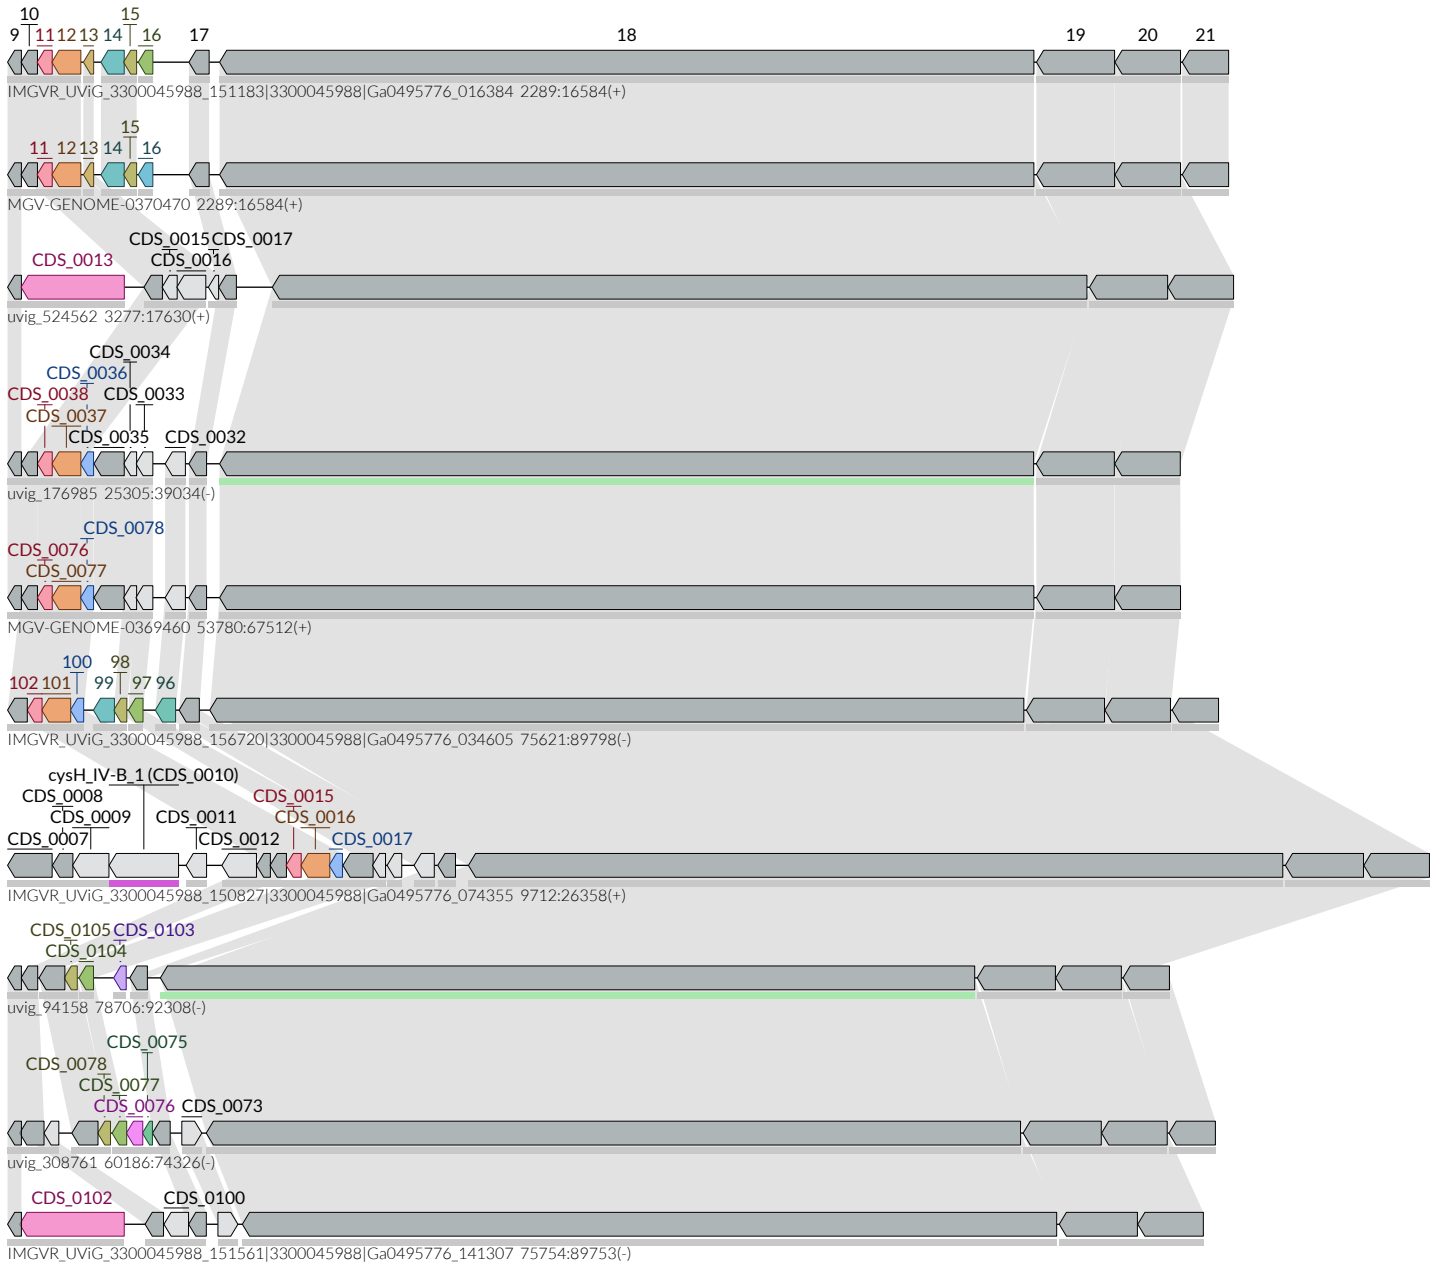 10 15
9 11 12 13 14 16 17 18 19 20 21
IMGVR_UViG_3300045988_151183|3300045988|Ga0495776_016384 2289:16584(+)
15
11 12 13 14 16
MGV-GENOME-0370470 2289:16584(+)
CDS_0015 CDS_0017
CDS_0013 CDS_0016
uvig_524562 3277:17630(+)
CDS_0034
CDS_0036
CDS_0038 CDS_0033
CDS_0037
CDS_0035 CDS_0032
uvig_176985 25305:39034(-)
CDS_0078
CDS_0076
CDS_0077
MGV-GENOME-0369460 53780:67512(+)
100 98
102 101 99 97 96
IMGVR_UViG_3300045988_156720|3300045988|Ga0495776_034605 75621:89798(-)
cysH_IV-B_1 (CDS_0010)
CDS_0008 CDS_0015
CDS_0009 CDS_0011 CDS_0016
CDS_0007 CDS_0012 CDS_0017
IMGVR_UViG_3300045988_150827|3300045988|Ga0495776_074355 9712:26358(+)
CDS_0105 CDS_0103
CDS_0104
uvig_94158 78706:92308(-)
CDS_0075
CDS_0078
CDS_0077
CDS_0076 CDS_0073
uvig_308761 60186:74326(-)
CDS_0102 CDS_0100
IMGVR_UViG_3300045988_151561|3300045988|Ga0495776_141307 75754:89753(-)